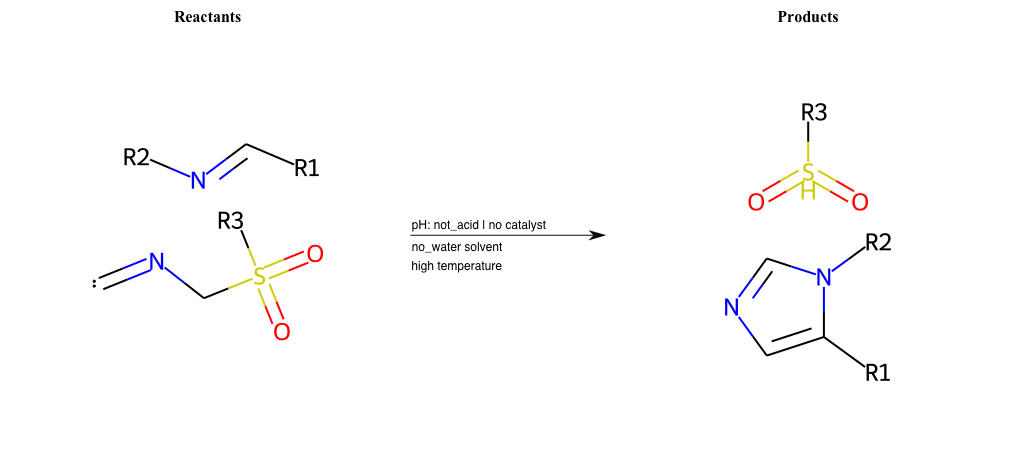 Reactants
Products
R3
R2
N
R1
S
H
O
O
R3
R2
pH: not_acid I no catalyst
O
N
:
S
no_water solvent
N
high temperature
N
O
R1